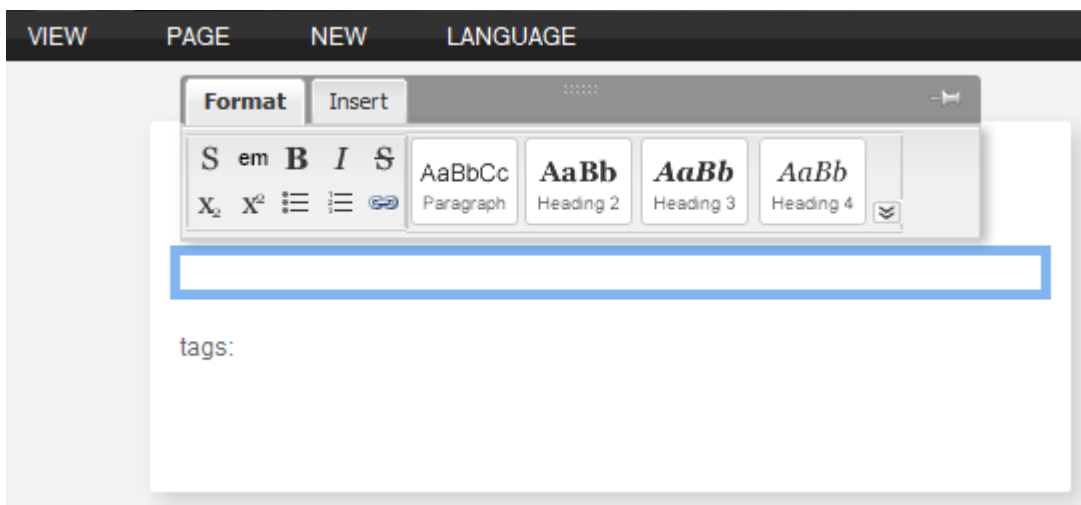 VIEW PAGE NEW LANGUAGE
Format Insert
S em B I S
AaBbCc AaBb AaBb AaBb
Paragraph Heading 2 Heading 3 Heading 4
X₂ X²
tags: